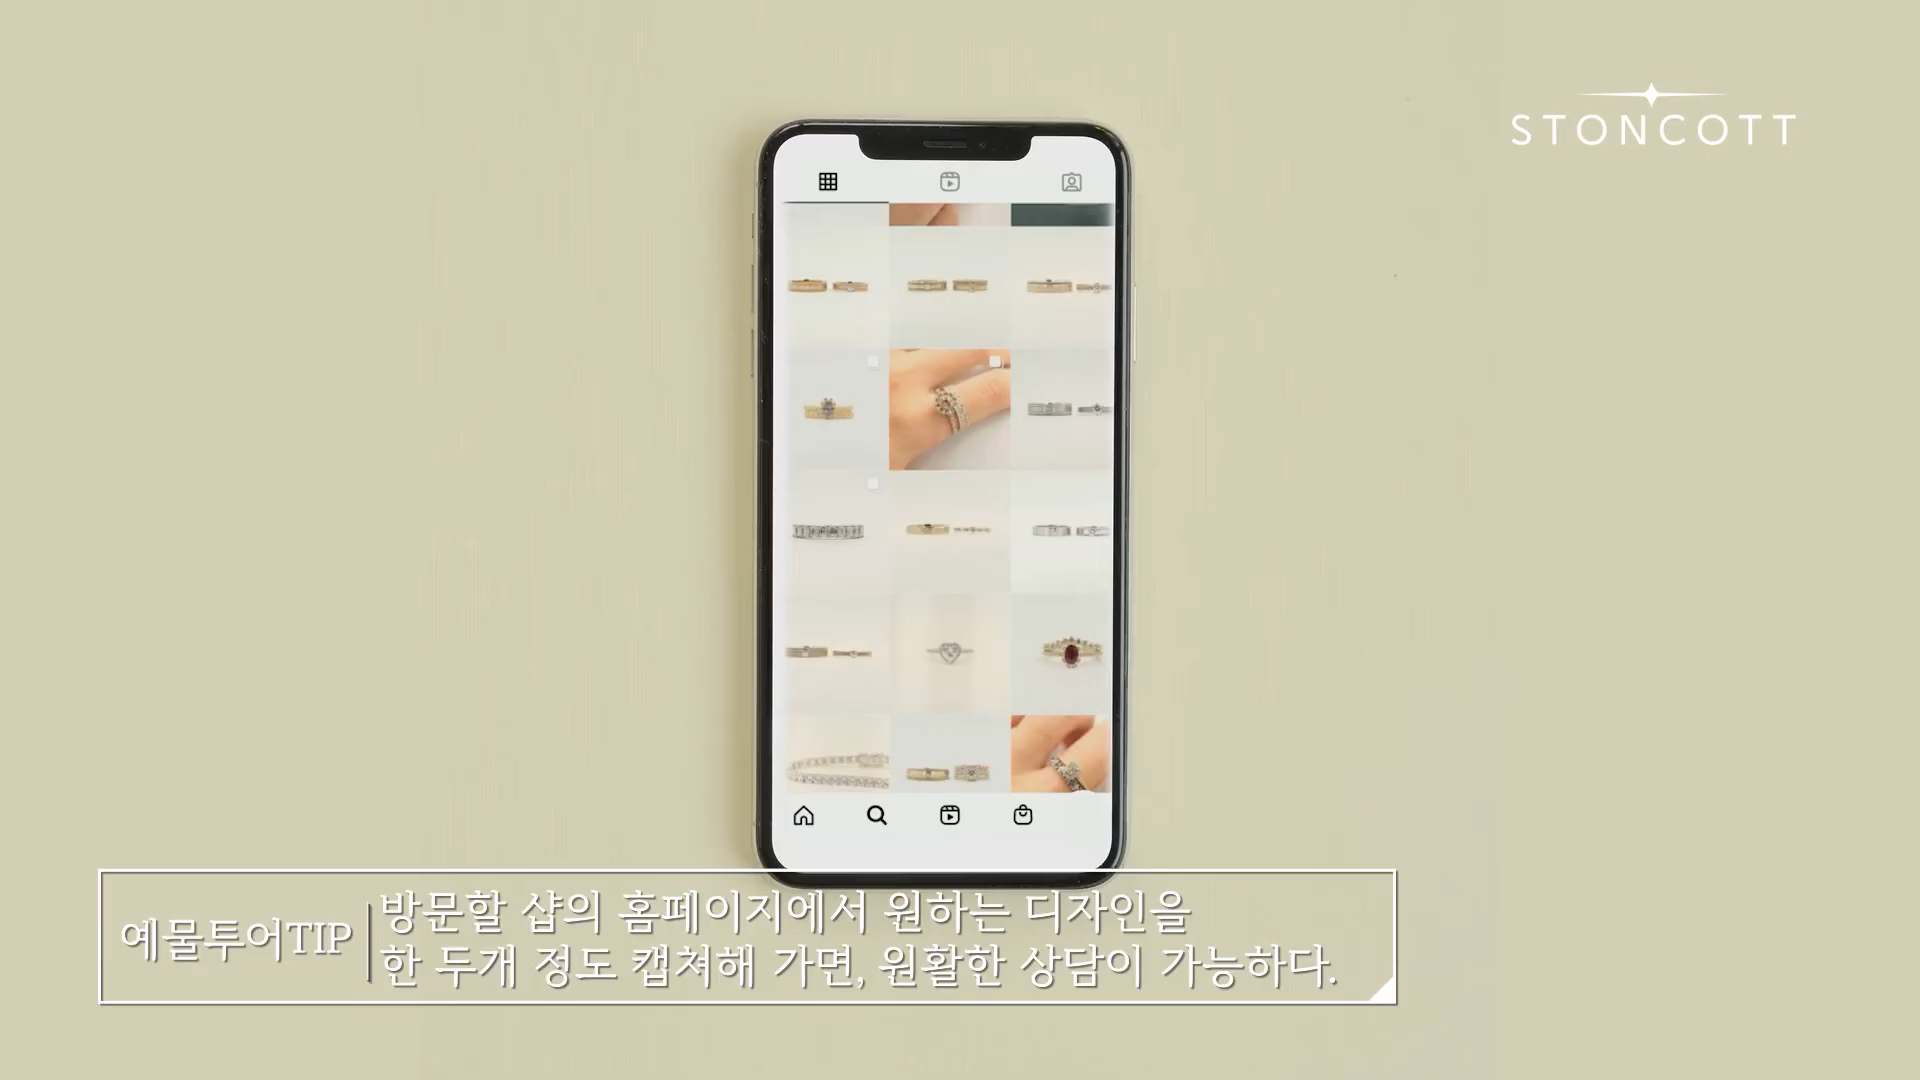 STONCOTT
예물투어TIP
방문할 샵의 홈페이지에서 원하는 디자인을
한 두개 정도 캡쳐해 가면, 원활한 상담이 가능하다.